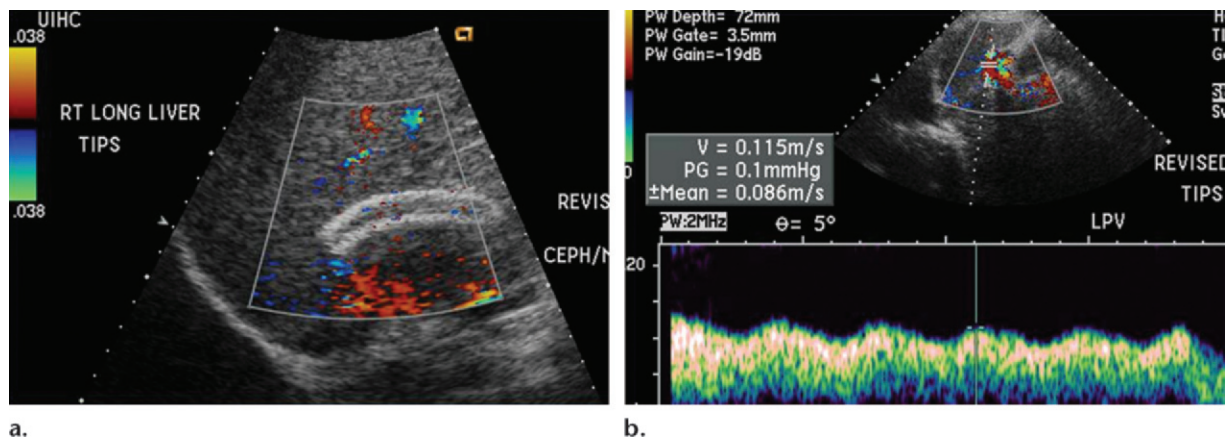 UIHC
.038
RT LONG LIVER
TIPS
.038
REVIS
CEPH/
a.
PW Depth= 72mm
PW Gate= 3.5mm
PW Gain=-19dB
V = 0.115m/s
PG = 0.1mmHg
±Mean = 0.086m/s
REVISED
TIPS
PW:2MHz
θ= 5°
LPV
20
b.